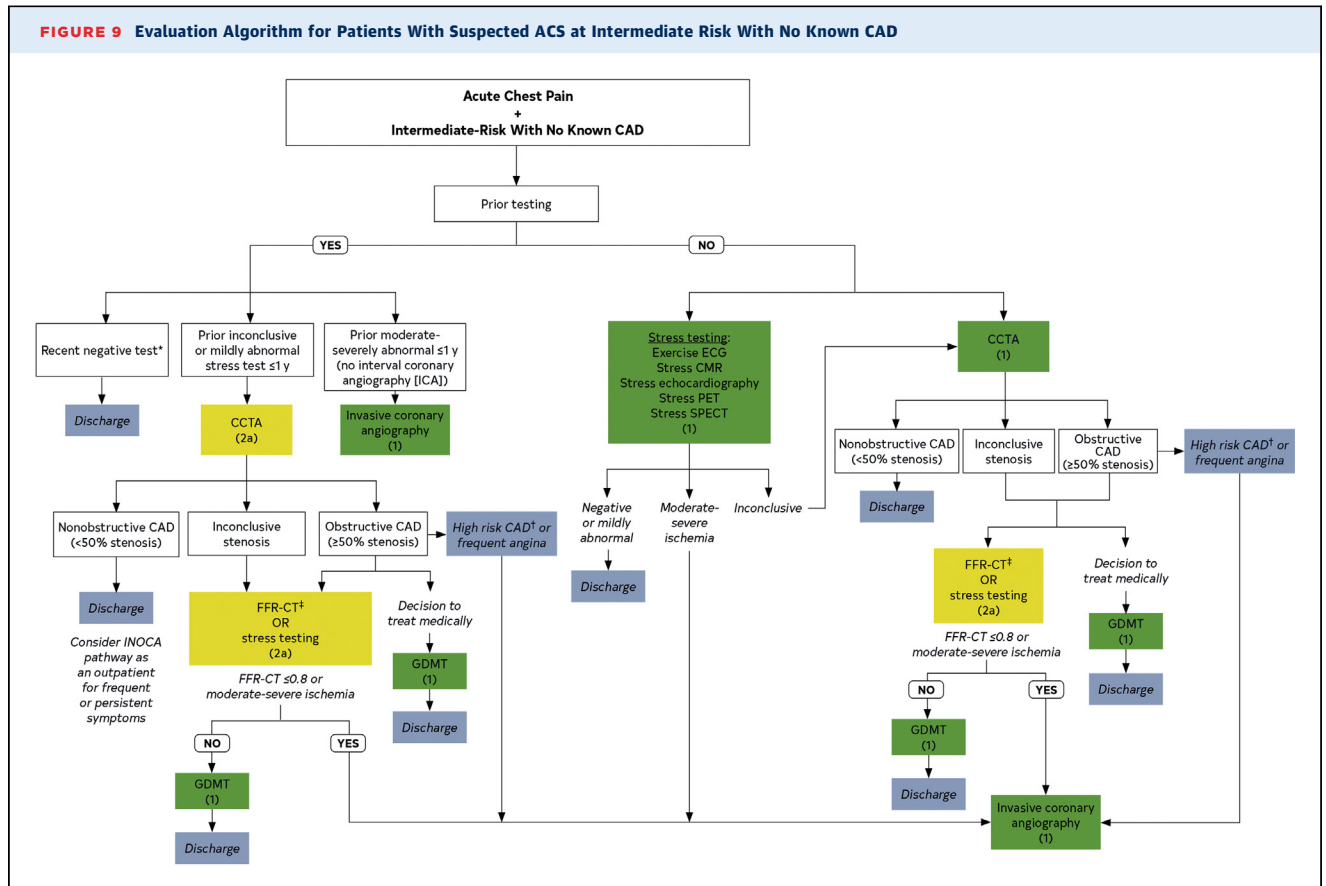 FIGURE 9 Evaluation Algorithm for Patients With Suspected ACS at Intermediate Risk With No Known CAD
Acute Chest Pain
+
Intermediate-Risk With No Known CAD
Prior testing
YES
NO
Recent negative test*
Discharge
Prior inconclusive
or mildly abnormal
stress test ≤1 y
CCTA
(2a)
Prior moderate-
severely abnormal ≤1 y
(no interval coronary
angiography [ICA])
Invasive coronary
angiography
(1)
Nonobstructive CAD
(<50% stenosis)
Discharge
Consider INOCA
pathway as
an outpatient
for frequent
or persistent
symptoms
Inconclusive
stenosis
Obstructive CAD
(≥50% stenosis)
High risk CAD† or
frequent angina
FFR-CT‡
OR
stress testing
(2a)
Decision to
treat medically
GDMT
(1)
Discharge
FFR-CT ≤0.8 or
moderate-severe ischemia
NO
YES
GDMT
(1)
Discharge
Stress testing:
Exercise ECG
Stress CMR
Stress echocardiography
Stress PET
Stress SPECT
(1)
Negative
or mildly
abnormal
Discharge
Moderate-
severe
ischemia
Inconclusive
CCTA
(1)
Nonobstructive CAD
(<50% stenosis)
Discharge
Inconclusive
stenosis
Obstructive
CAD
(≥50% stenosis)
High risk CAD† or
frequent angina
FFR-CT‡
OR
stress testing
(2a)
Decision to
treat medically
GDMT
(1)
Discharge
FFR-CT ≤0.8 or
moderate-severe ischemia
NO
YES
GDMT
(1)
Discharge
Invasive coronary
angiography
(1)